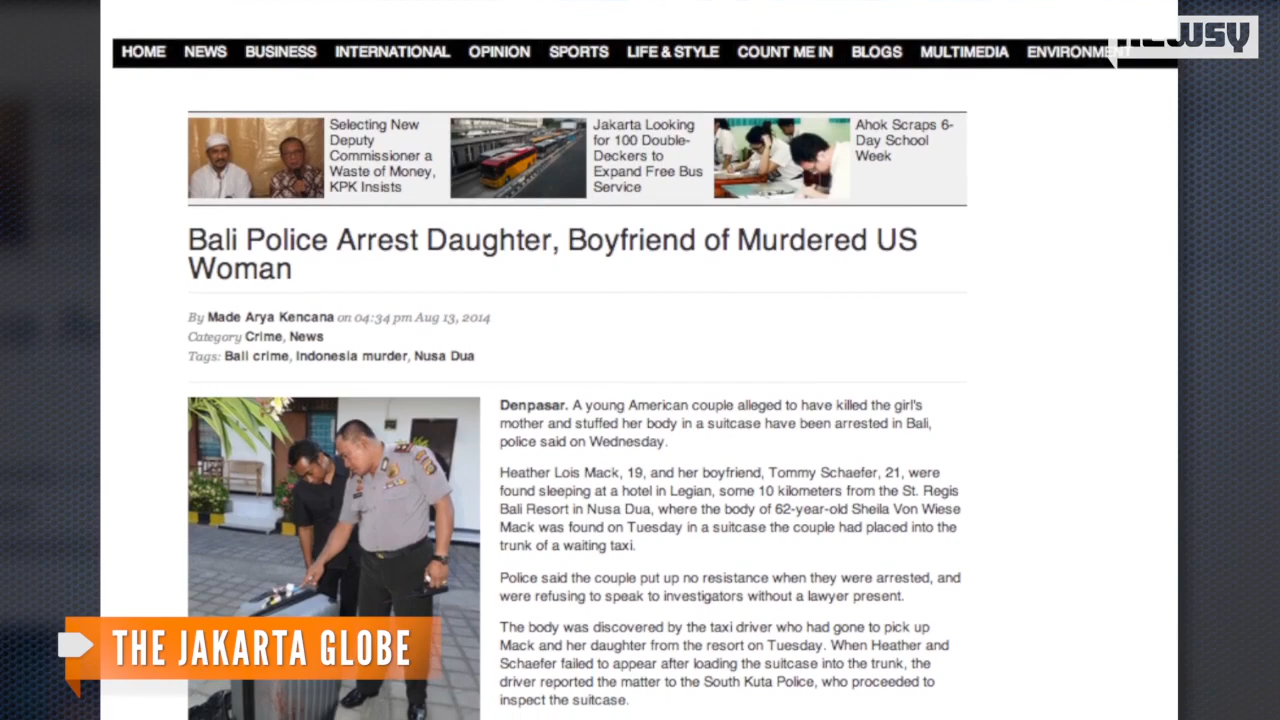 newsy
HOME NEWS BUSINESS INTERNATIONAL OPINION SPORTS LIFE & STYLE COUNT ME IN BLOGS MULTIMEDIA ENVIRONMENT
Selecting New
Deputy
Commissioner a
Waste of Money,
KPK Insists
Jakarta Looking
for 100 Double-
Deckers to
Expand Free Bus
Service
Ahok Scraps 6-
Day School
Week
Bali Police Arrest Daughter, Boyfriend of Murdered US
Woman
By Made Arya Kencana on 04:34 pm Aug 13, 2014
Category Crime, News
Tags: Bali crime, Indonesia murder, Nusa Dua
Denpasar. A young American couple alleged to have killed the girl's
mother and stuffed her body in a suitcase have been arrested in Bali,
police said on Wednesday.
Heather Lois Mack, 19, and her boyfriend, Tommy Schaefer, 21, were
found sleeping at a hotel in Legian, some 10 kilometers from the St. Regis
Bali Resort in Nusa Dua, where the body of 62-year-old Sheila Von Wiese
Mack was found on Tuesday in a suitcase the couple had placed into the
trunk of a waiting taxi.
Police said the couple put up no resistance when they were arrested, and
were refusing to speak to investigators without a lawyer present.
The body was discovered by the taxi driver who had gone to pick up
Mack and her daughter from the resort on Tuesday. When Heather and
Schaefer failed to appear after loading the suitcase into the trunk, the
driver reported the matter to the South Kuta Police, who proceeded to
inspect the suitcase.
THE JAKARTA GLOBE